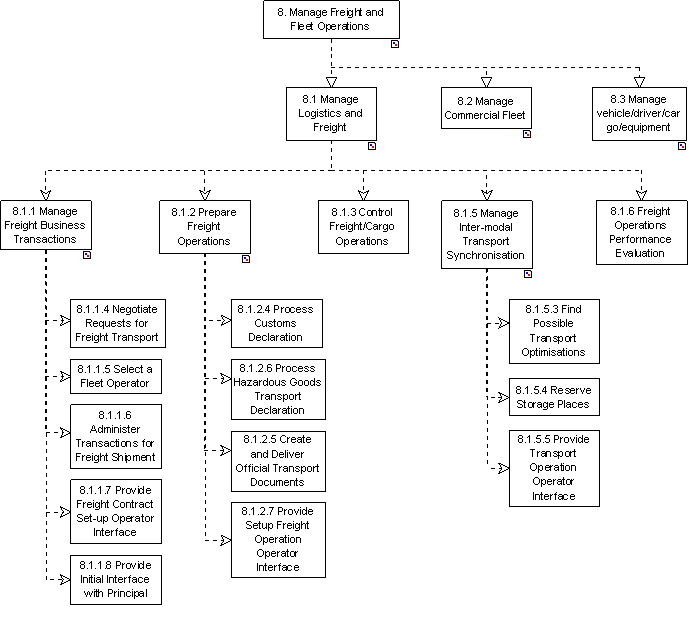 8. Manage Freight and
Fleet Operations
8.1 Manage
Logistics and
Freight
8.2 Manage
Commercial Fleet
8.3 Manage
vehicle/driver/car
go/equipment
8.1.1 Manage
Freight Business
Transactions
8.1.2 Prepare
Freight
Operations
8.1.3 Control
Freight/Cargo
Operations
8.1.5 Manage
Inter-modal
Transport
Synchronisation
8.1.6 Freight
Operations
Performance
Evaluation
8.1.1.4 Negotiate
Requests for
Freight Transport
8.1.1.5 Select a
Fleet Operator
8.1.1.6
Administer
Transactions for
Freight Shipment
8.1.1.7 Provide
Freight Contract
Set-up Operator
Interface
8.1.1.8 Provide
Initial Interface
with Principal
8.1.2.4 Process
Customs
Declaration
8.1.2.6 Process
Hazardous Goods
Transport
Declaration
8.1.2.5 Create
and Deliver
Official Transport
Documents
8.1.2.7 Provide
Setup Freight
Operation
Operator
Interface
8.1.5.3 Find
Possible
Transport
Optimisations
8.1.5.4 Reserve
Storage Places
8.1.5.5 Provide
Transport
Operation
Operator
Interface